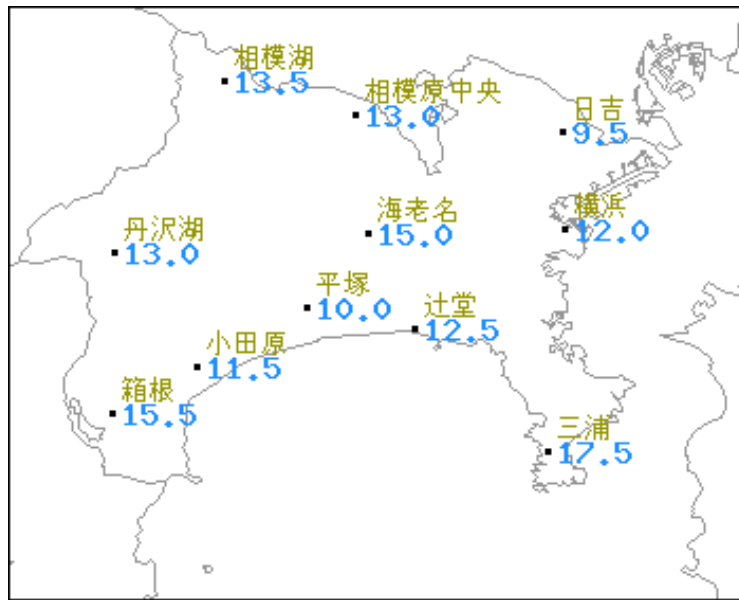 相模湖
13.5
相模原中央
13.0
日吉
9.5
横浜
12.0
海老名
15.0
丹沢湖
13.0
平塚
10.0
辻堂
12.5
小田原
11.5
箱根
15.5
三浦
17.5